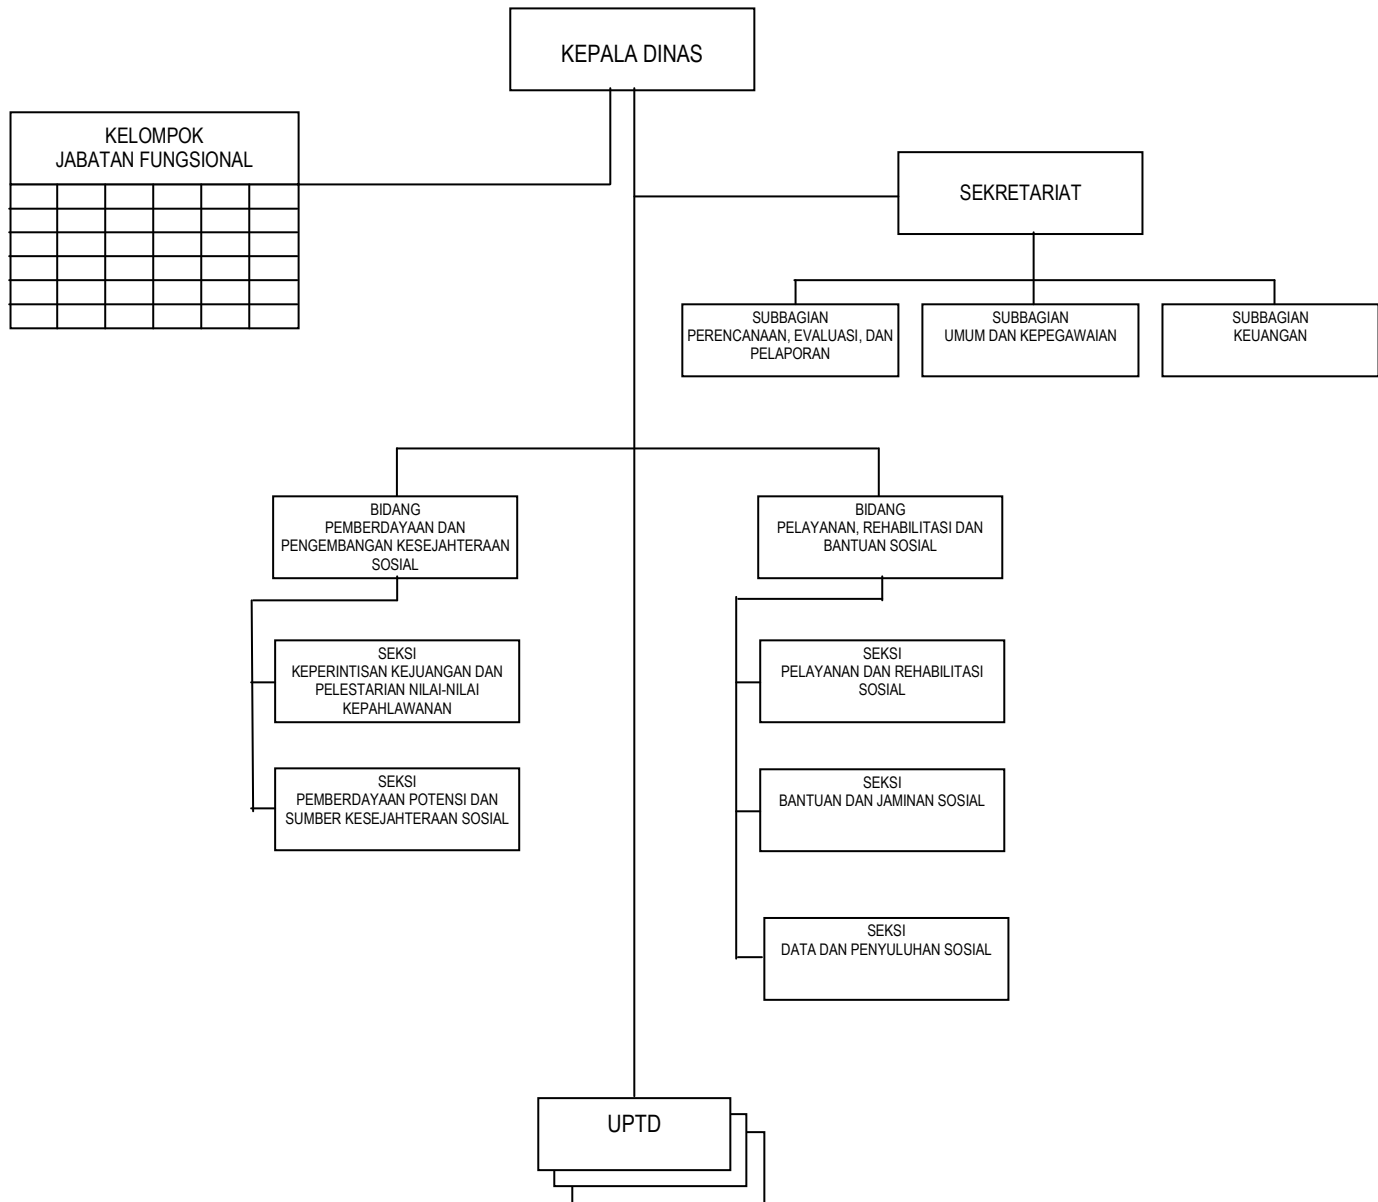 KEPALA DINAS
KELOMPOK
JABATAN FUNGSIONAL
SEKRETARIAT
SUBBAGIAN
PERENCANAAN, EVALUASI, DAN
PELAPORAN
SUBBAGIAN
UMUM DAN KEPEGAWAIAN
SUBBAGIAN
KEUANGAN
BIDANG
PEMBERDAYAAN DAN
PENGEMBANGAN KESEJAHTERAAN
SOSIAL
BIDANG
PELAYANAN, REHABILITASI DAN
BANTUAN SOSIAL
SEKSI
KEPERINTISAN KEJUANGAN DAN
PELESTARIAN NILAI-NILAI
KEPAHLAWANAN
SEKSI
PELAYANAN DAN REHABILITASI
SOSIAL
SEKSI
PEMBERDAYAAN POTENSI DAN
SUMBER KESEJAHTERAAN SOSIAL
SEKSI
BANTUAN DAN JAMINAN SOSIAL
SEKSI
DATA DAN PENYULUHAN SOSIAL
UPTD